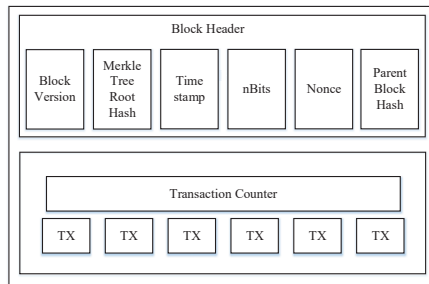 Block Header
Block
Version
Merkle
Tree
Root
Hash
Time
stamp
nBits
Nonce
Parent
Block
Hash
Transaction Counter
TX
TX
TX
TX
TX
TX